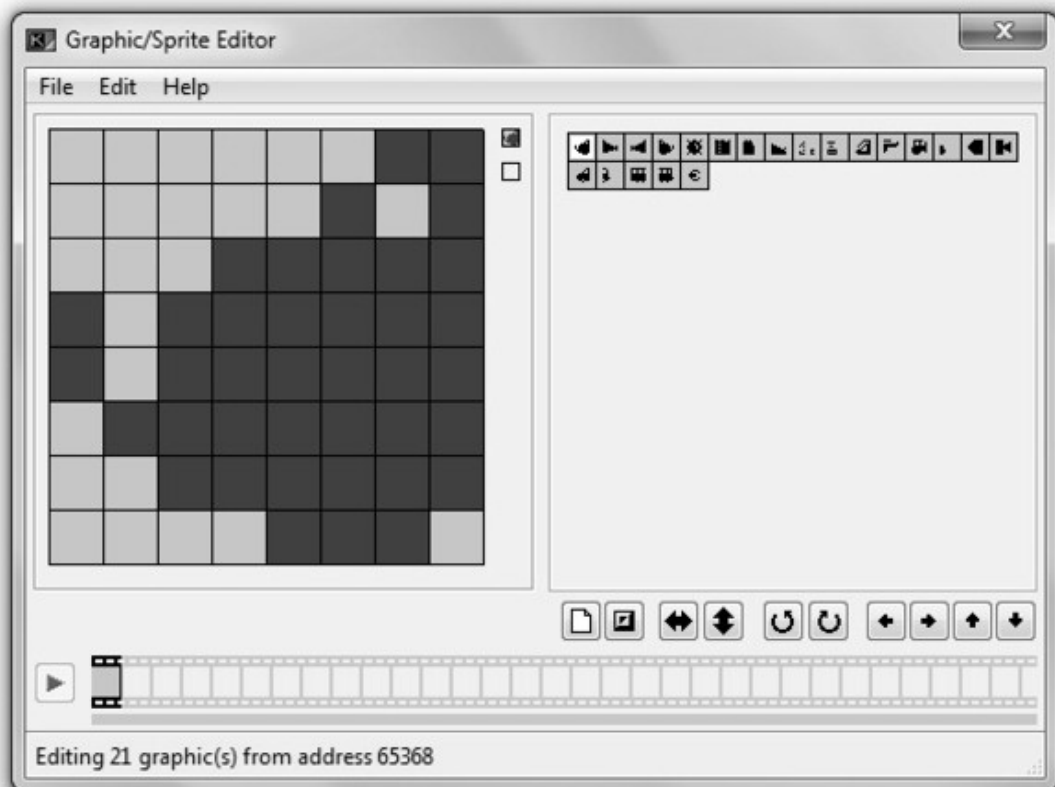 Graphic/Sprite Editor
File Edit Help
Editing 21 graphic(s) from address 65368